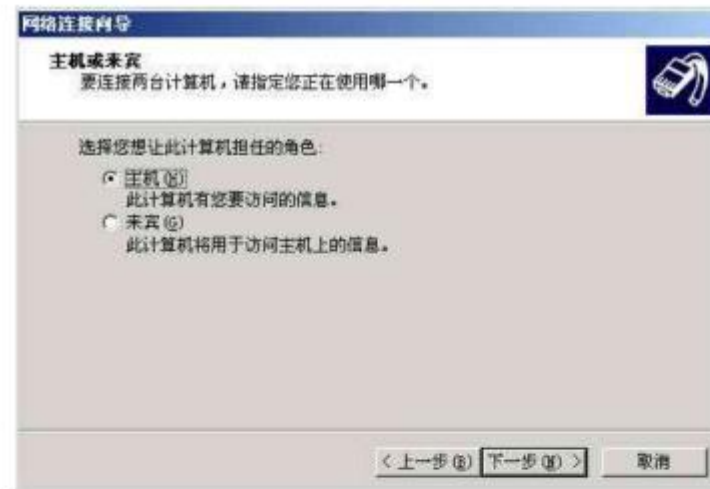 网络连接向导
主机或来宾
要连接两台计算机，请指定您正在使用哪一个。
选择您想让此计算机担任的角色:
主机(H)
此计算机有您要访问的信息。
来宾(G)
此计算机将用于访问主机上的信息。
< 上一步(B) 下一步(N) > 取消